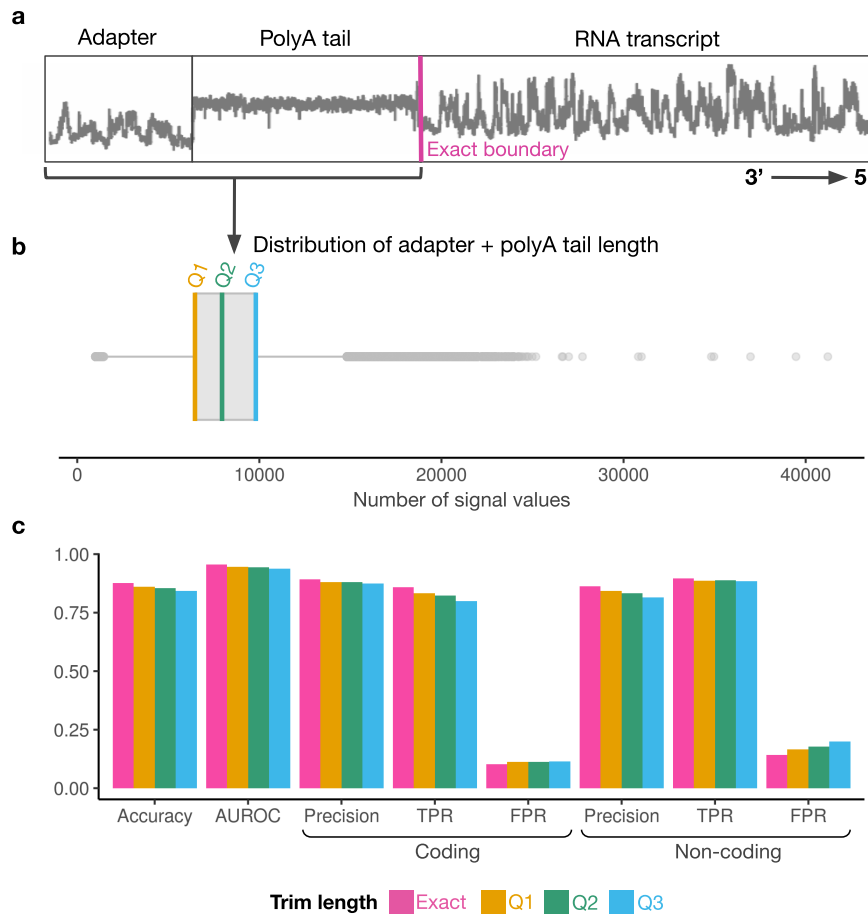 a
Adapter PolyA tail RNA transcript
Exact boundary
3’ 5
b
Distribution of adapter + polyA tail length
Q1 Q2 Q3
0 10000 20000 30000 40000
Number of signal values
c
1.00
0.75
0.50
0.25
0.00
Accuracy AUROC Precision TPR FPR Precision TPR FPR
Coding Non-coding
Trim length Exact Q1 Q2 Q3